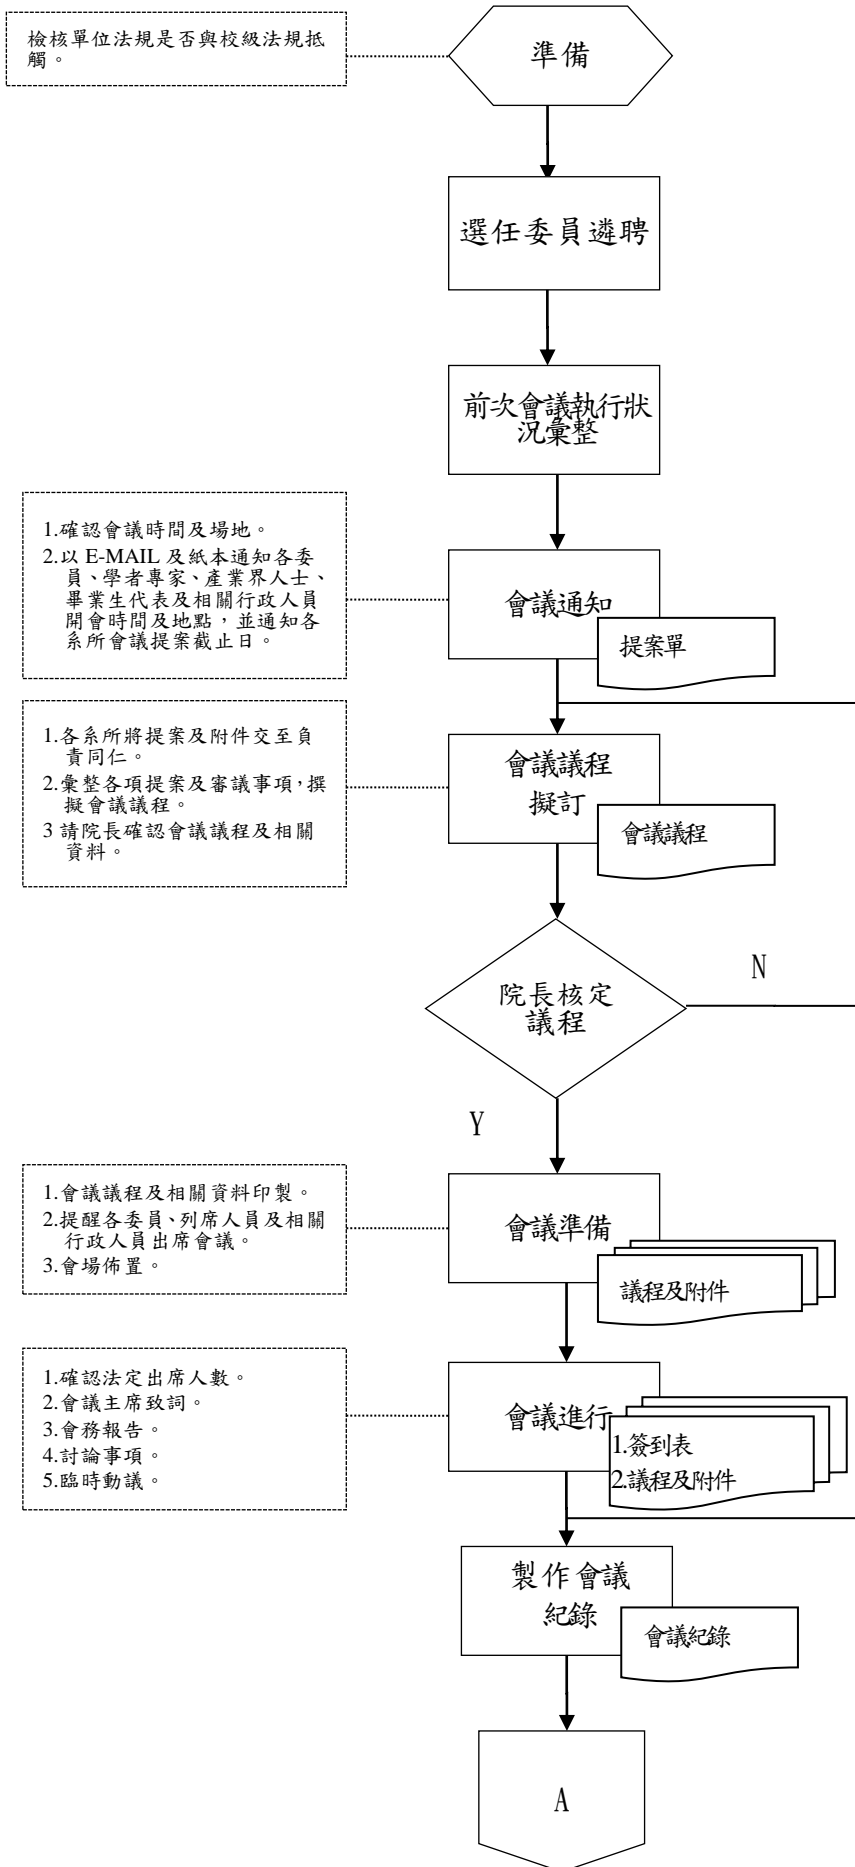 檢核單位法規是否與校級法規抵
觸。
準備
選任委員遴聘
前次會議執行狀
況彙整
1.確認會議時間及場地。
2.以 E-MAIL 及紙本通知各委
員、學者專家、產業界人士、
畢業生代表及相關行政人員
開會時間及地點，並通知各
系所會議提案截止日。
會議通知
提案單
1.各系所將提案及附件交至負
責同仁。
2.彙整各項提案及審議事項，撰
擬會議議程。
3 請院長確認會議議程及相關
資料。
會議議程
擬訂
會議議程
院長核定
議程
N
Y
1.會議議程及相關資料印製。
2.提醒各委員、列席人員及相關
行政人員出席會議。
3.會場佈置。
會議準備
議程及附件
1.確認法定出席人數。
2.會議主席致詞。
3.會務報告。
4.討論事項。
5.臨時動議。
會議進行
1.簽到表
2.議程及附件
製作會議
紀錄
會議紀錄
A